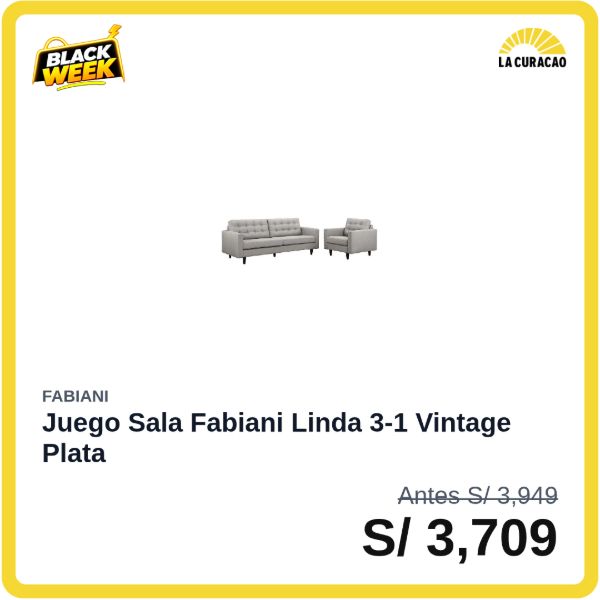 BLACK
WEEK
LA CURACAO
FABIANI
Juego Sala Fabiani Linda 3-1 Vintage
Plata
Antes S/ 3,949
S/ 3,709